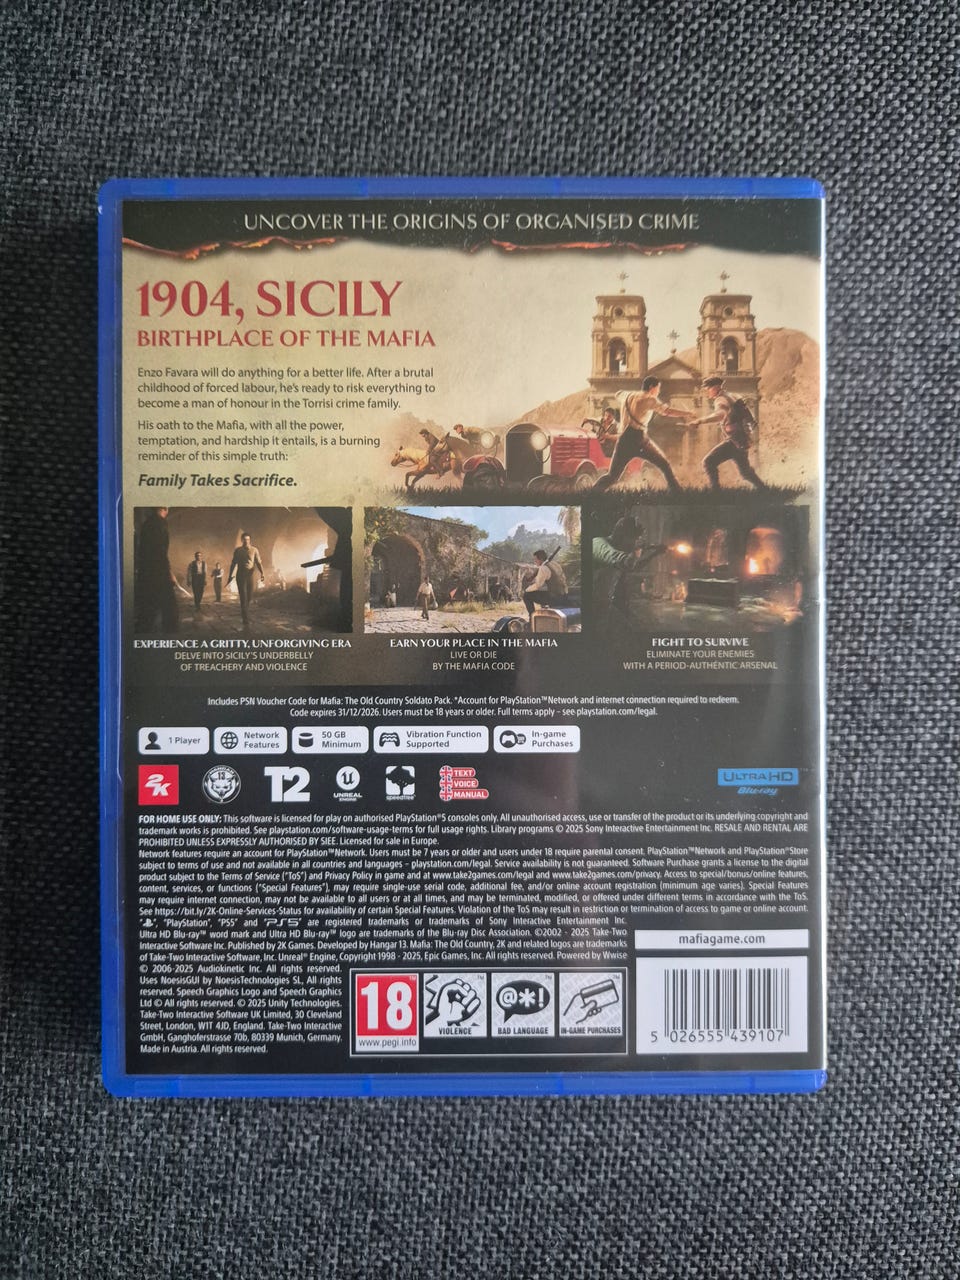 UNCOVER THE ORIGINS OF ORGANISED CRIME
1904, SICILY
BIRTHPLACE OF THE MAFIA
Enzo Favara will do anything for a better life. After a brutal
childhood of forced labour, he's ready to risk everything to
become a man of honour in the Torrisi crime family.
His oath to the Mafia, with all the power,
temptation, and hardship it entails, is a burning
reminder of this simple truth:
Family Takes Sacrifice.
EXPERIENCE A GRITTY, UNFORGIVING ERA
DELVE INTO SICILY'S UNDERBELLY
OF TREACHERY AND VIOLENCE
EARN YOUR PLACE IN THE MAFIA
LIVE OR DIE
BY THE MAFIA CODE
FIGHT TO SURVIVE
ELIMINATE YOUR ENEMIES
WITH A PERIOD-AUTHENTIC ARSENAL
Includes PSN Voucher Code for Mafia: The Old Country Soldato Pack. *Account for PlayStation™Network and internet connection required to redeem.
Code expires 31/12/2026. Users must be 18 years or older. Full terms apply – see playstation.com/legal.
1 Player
Network
Features
50 GB
Minimum
Vibration Function
Supported
In-game
Purchases
2K
HANGAR
13
T2
UNREAL
ENGINE
speedtree
TEXT
VOICE
MANUAL
ULTRA HD
Blu-ray
FOR HOME USE ONLY: This software is licensed for play on authorised PlayStation®5 consoles only. All unauthorised access, use or transfer of the product or its underlying copyright and
trademark works is prohibited. See playstation.com/software-usage-terms for full usage rights. Library programs © 2025 Sony Interactive Entertainment Inc. RESALE AND RENTAL ARE
PROHIBITED UNLESS EXPRESSLY AUTHORISED BY SIEE. Licensed for sale in Europe.
Network features require an account for PlayStation™Network. Users must be 7 years or older and users under 18 require parental consent. PlayStation™Network and PlayStation®Store
subject to terms of use and not available in all countries and languages – playstation.com/legal. Service availability is not guaranteed. Software Purchase grants a license to the digital
product subject to the Terms of Service ("ToS") and Privacy Policy in game and at www.take2games.com/legal and www.take2games.com/privacy. Access to special/bonus/online features,
content, services, or functions ("Special Features"), may require single-use serial code, additional fee, and/or online account registration (minimum age varies). Special Features
may require internet connection, may not be available to all users or at all times, and may be terminated, modified, or offered under different terms in accordance with the ToS.
See https://bit.ly/2K-Online-Services-Status for availability of certain Special Features. Violation of the ToS may result in restriction or termination of access to game or online account.
", "PlayStation", "PS5" and "PS5" are registered trademarks or trademarks of Sony Interactive Entertainment Inc.
Ultra HD Blu-ray™ word mark and Ultra HD Blu-ray™ logo are trademarks of the Blu-ray Disc Association. ©2002 - 2025 Take-Two
Interactive Software Inc. Published by 2K Games. Developed by Hangar 13. Mafia: The Old Country, 2K and related logos are trademarks
of Take-Two Interactive Software, Inc. Unreal® Engine, Copyright 1998 - 2025, Epic Games, Inc. All rights reserved. Powered by Wwise
© 2006-2025 Audiokinetic Inc. All rights reserved.
Uses NoesisGUI by NoesisTechnologies SL, All rights
reserved. Speech Graphics Logo and Speech Graphics
Ltd © All rights reserved. © 2025 Unity Technologies.
Take-Two Interactive Software UK Limited, 30 Cleveland
Street, London, W1T 4JD, England. Take-Two Interactive
GmbH, Ganghoferstrasse 70b, 80339 Munich, Germany.
Made in Austria. All rights reserved.
18
www.pegi.info
VIOLENCE
@*!
BAD LANGUAGE
IN-GAME PURCHASES
mafiagame.com
5 026555 439107